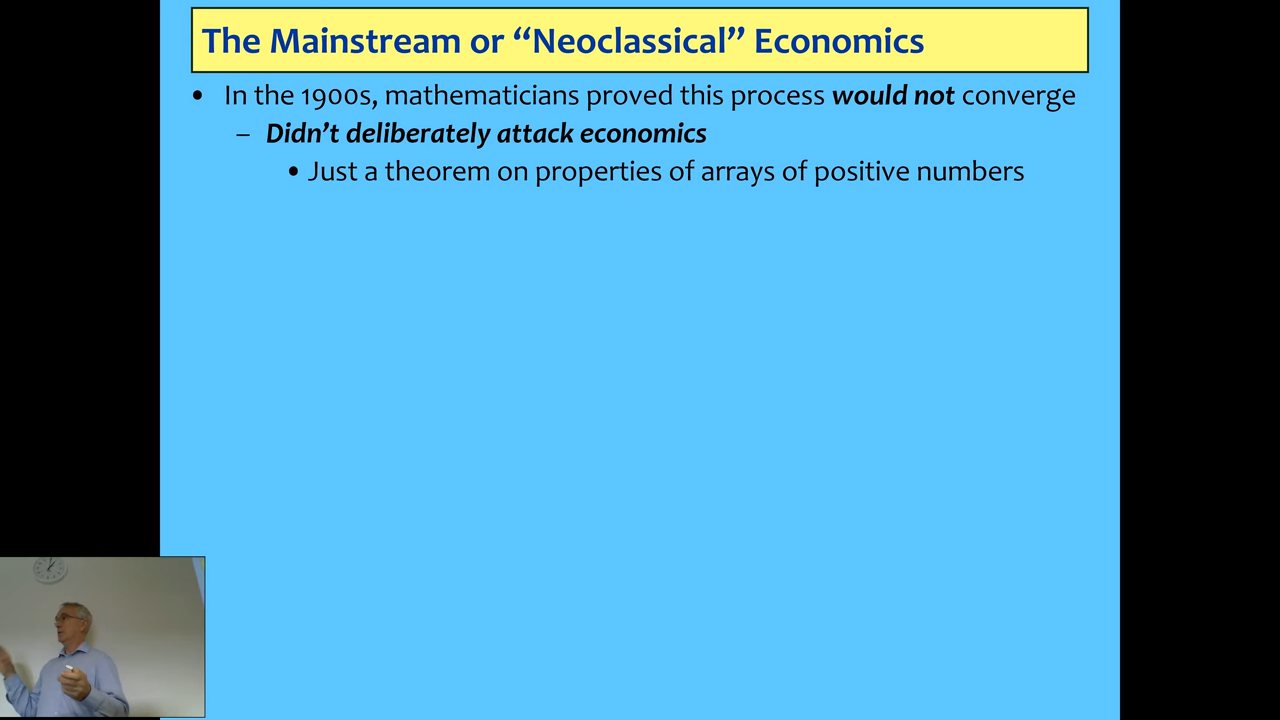 The Mainstream or “Neoclassical” Economics
• In the 1900s, mathematicians proved this process would not converge
– Didn’t deliberately attack economics
• Just a theorem on properties of arrays of positive numbers